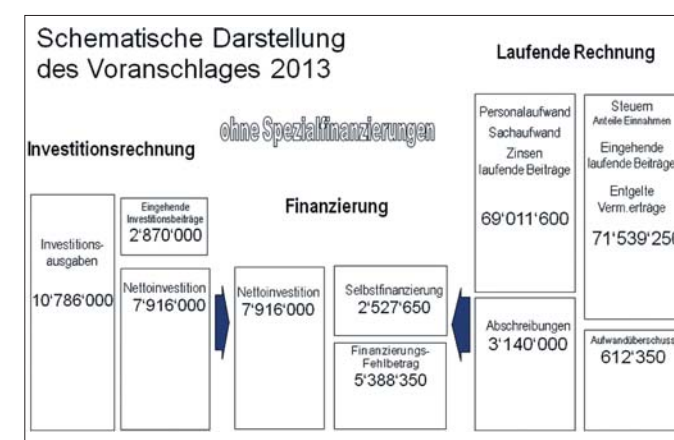 Schematische Darstellung
des Voranschlages 2013
Laufende Rechnung
ohne Spezialfinanzierungen
Investitionsrechnung
Finanzierung
Investitions-
ausgaben
10'786'000
Eingehende
Investitionsbeiträge
2'870'000
Nettoinvestition
7'916'000
Nettoinvestition
7'916'000
Selbstfinanzierung
2'527'650
Finanzierungs-
Fehlbetrag
5'388'350
Personalaufwand
Sachaufwand
Zinsen
laufende Beiträge
69'011'600
Abschreibungen
3'140'000
Steuern
Anteile Einnahmen
Eingehende
laufende Beiträge
Entgelte
Verm.erträge
71'539'250
Aufwandüberschuss
612'350